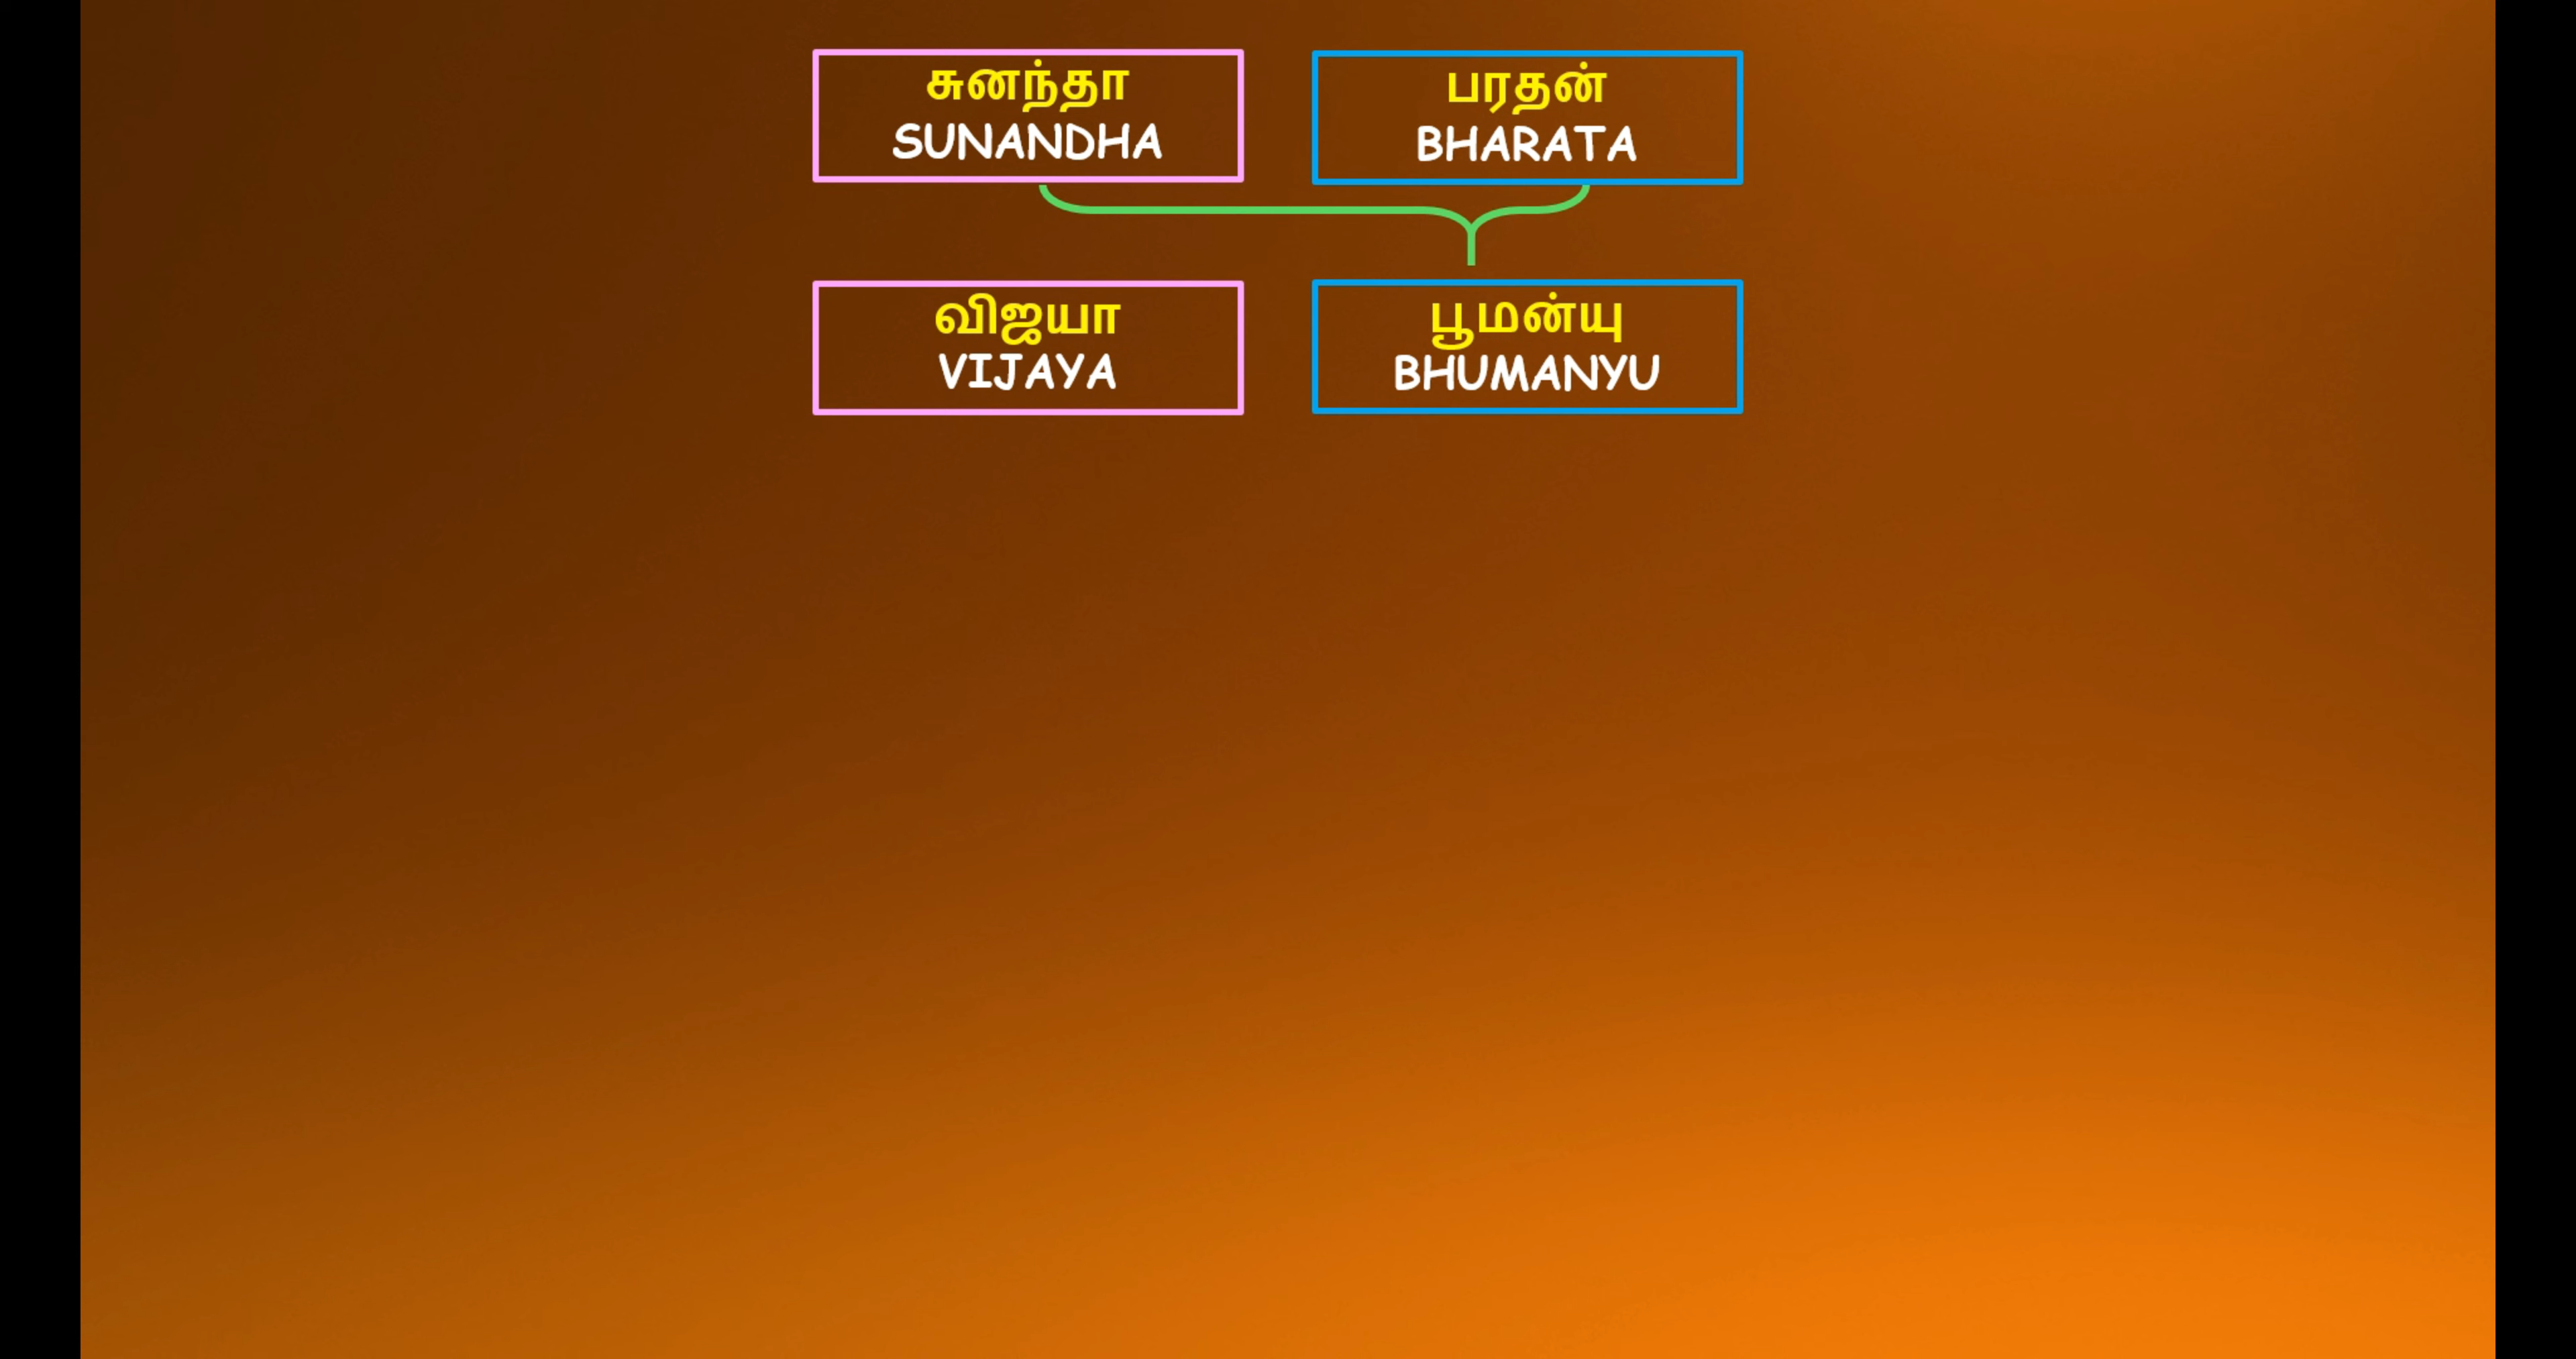 சுனந்தா
SUNANDHA
பரதன்
BHARATA
விஜயா
VIJAYA
பூமன்யு
BHUMANYU